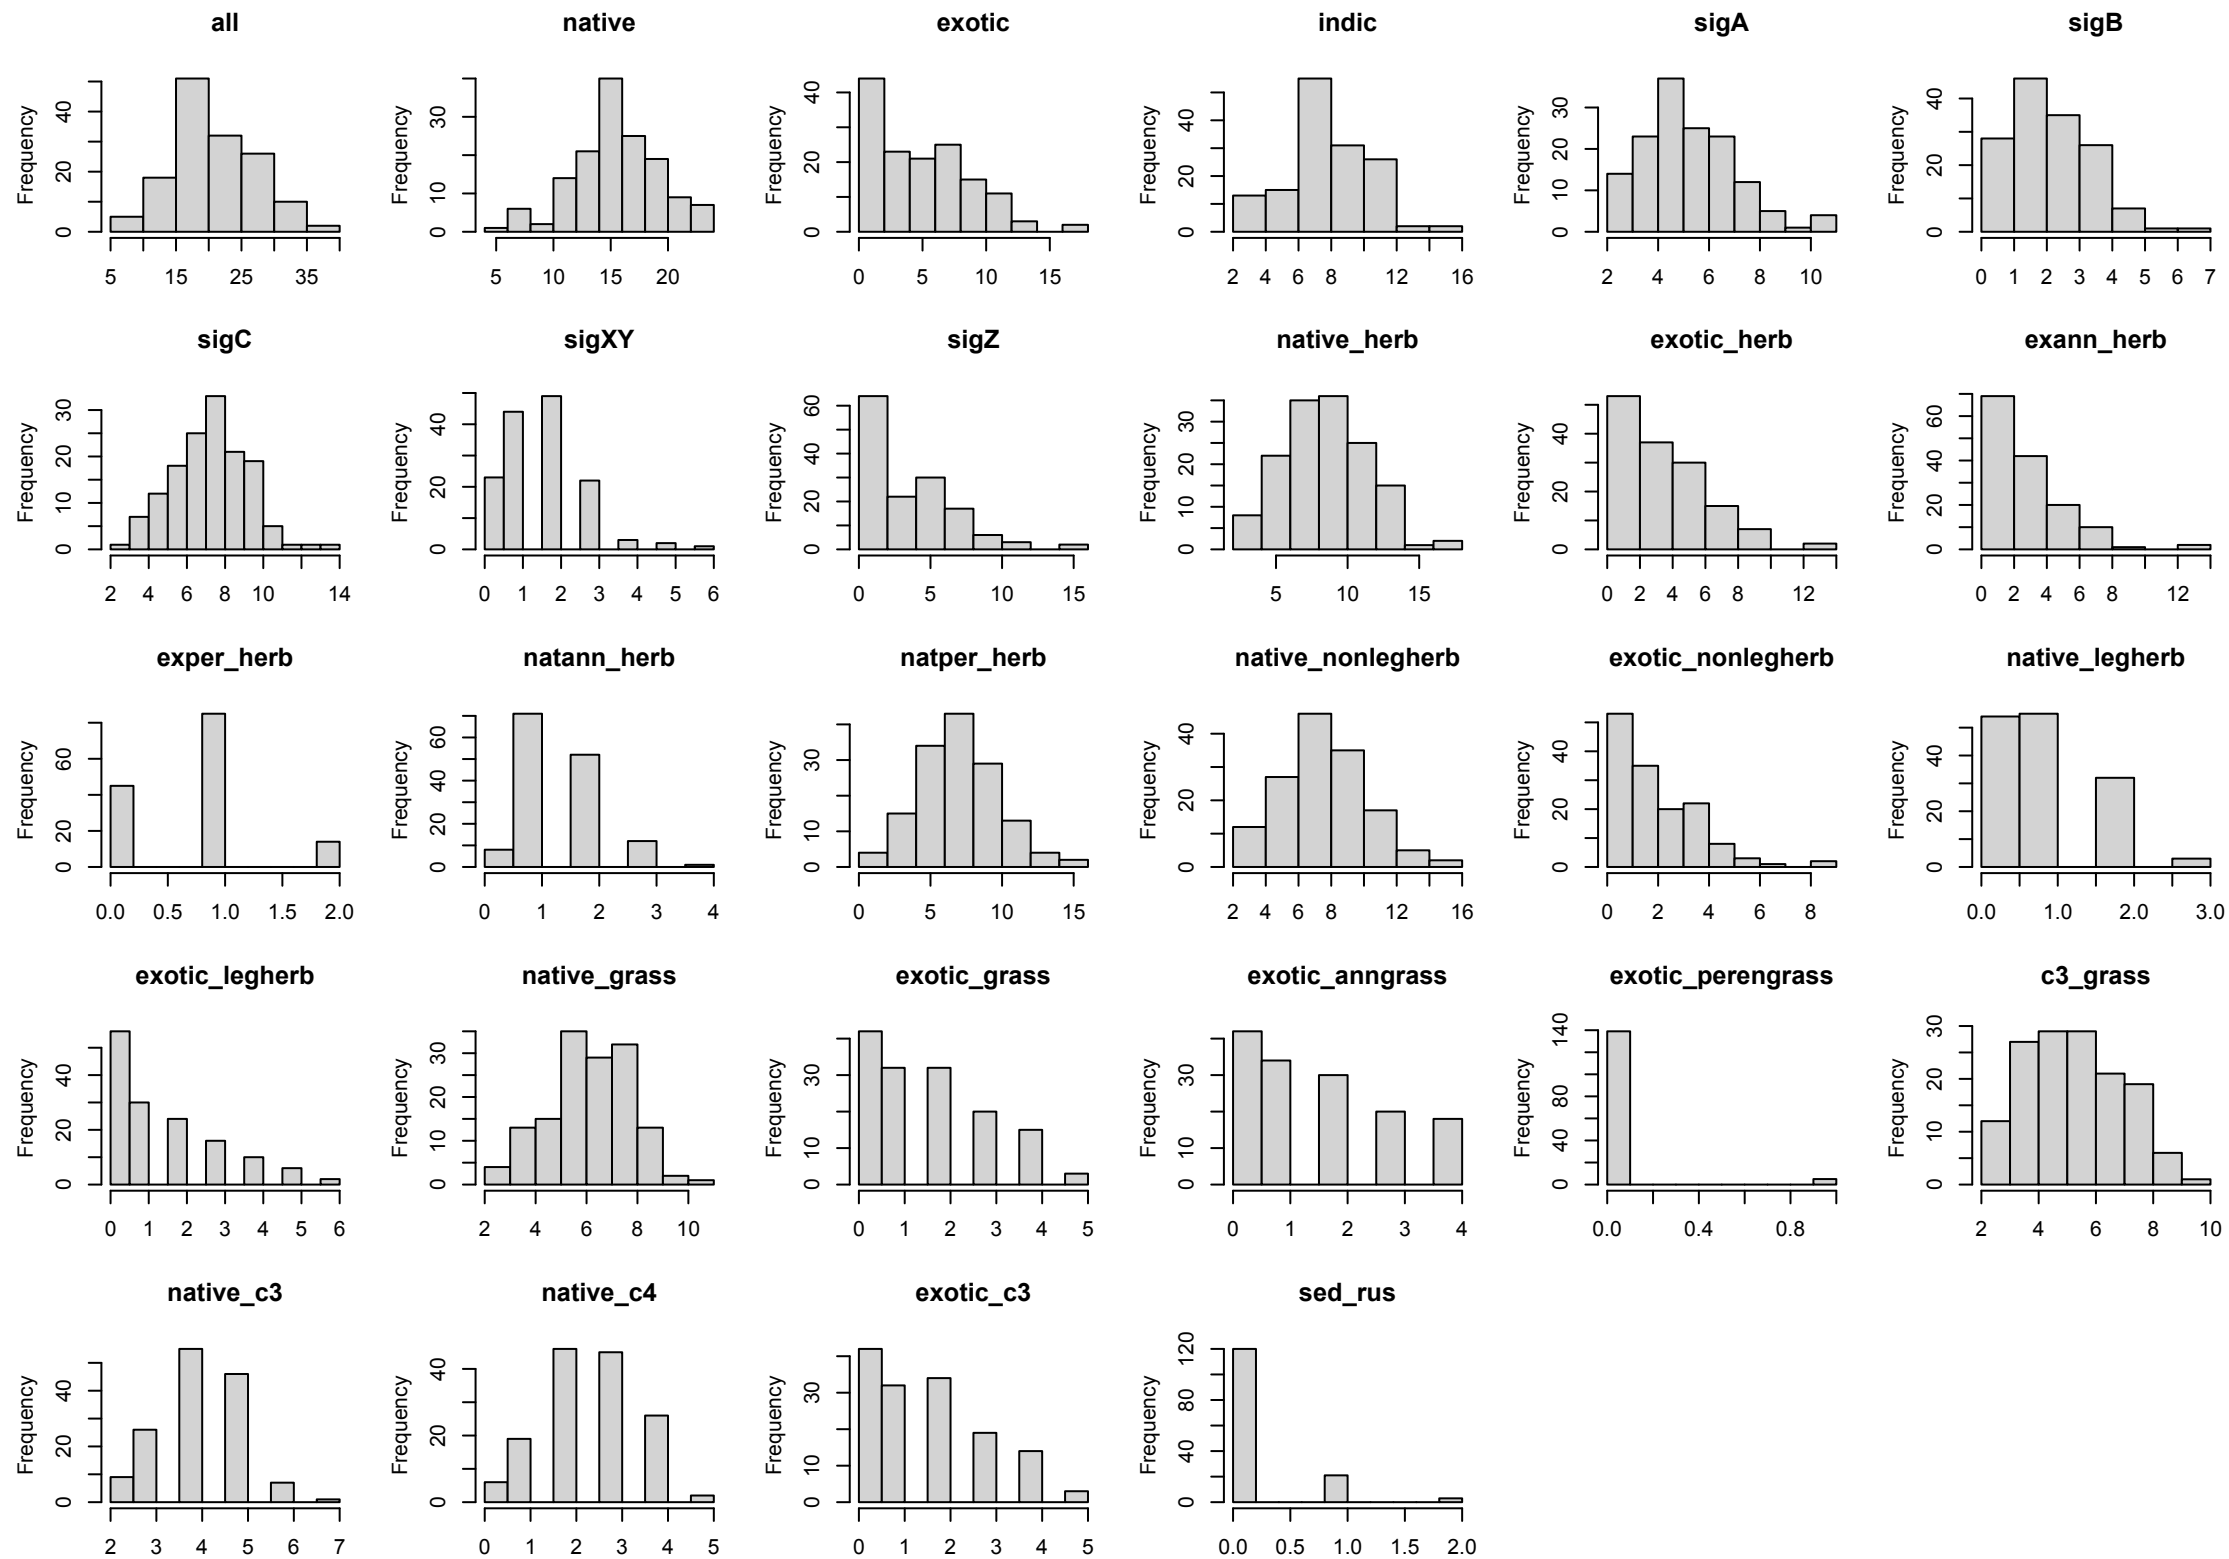 all
Frequency
0 20 40
5 15 25 35
native
Frequency
0 10 30
5 10 20
exotic
Frequency
0 20 40
0 5 10 15
indic
Frequency
0 20 40
2 4 6 8 12 16
sigA
Frequency
0 10 20 30
2 4 6 8 10
sigB
Frequency
0 20 40
0 1 2 3 4 5 6 7
sigC
Frequency
0 10 20 30
2 4 6 8 10 14
sigXY
Frequency
0 20 40
0 1 2 3 4 5 6
sigZ
Frequency
0 20 40 60
0 5 10 15
native_herb
Frequency
0 10 20 30
5 10 15
exotic_herb
Frequency
0 20 40
0 2 4 6 8 12
exann_herb
Frequency
0 20 40 60
0 2 4 6 8 12
exper_herb
Frequency
0 20 60
0.0 0.5 1.0 1.5 2.0
natann_herb
Frequency
0 20 40 60
0 1 2 3 4
natper_herb
Frequency
0 10 30
0 5 10 15
native_nonlegherb
Frequency
0 20 40
2 4 6 8 12 16
exotic_nonlegherb
Frequency
0 20 40
0 2 4 6 8
native_legherb
Frequency
0 20 40
0.0 1.0 2.0 3.0
exotic_legherb
Frequency
0 20 40
0 1 2 3 4 5 6
native_grass
Frequency
0 10 20 30
2 4 6 8 10
exotic_grass
Frequency
0 10 30
0 1 2 3 4 5
exotic_anngrass
Frequency
0 10 30
0 1 2 3 4
exotic_perengrass
Frequency
0 40 80 140
0.0 0.4 0.8
c3_grass
Frequency
0 10 20 30
2 4 6 8 10
native_c3
Frequency
0 20 40
2 3 4 5 6 7
native_c4
Frequency
0 20 40
0 1 2 3 4 5
exotic_c3
Frequency
0 10 30
0 1 2 3 4 5
sed_rus
Frequency
0 40 80 120
0.0 0.5 1.0 1.5 2.0